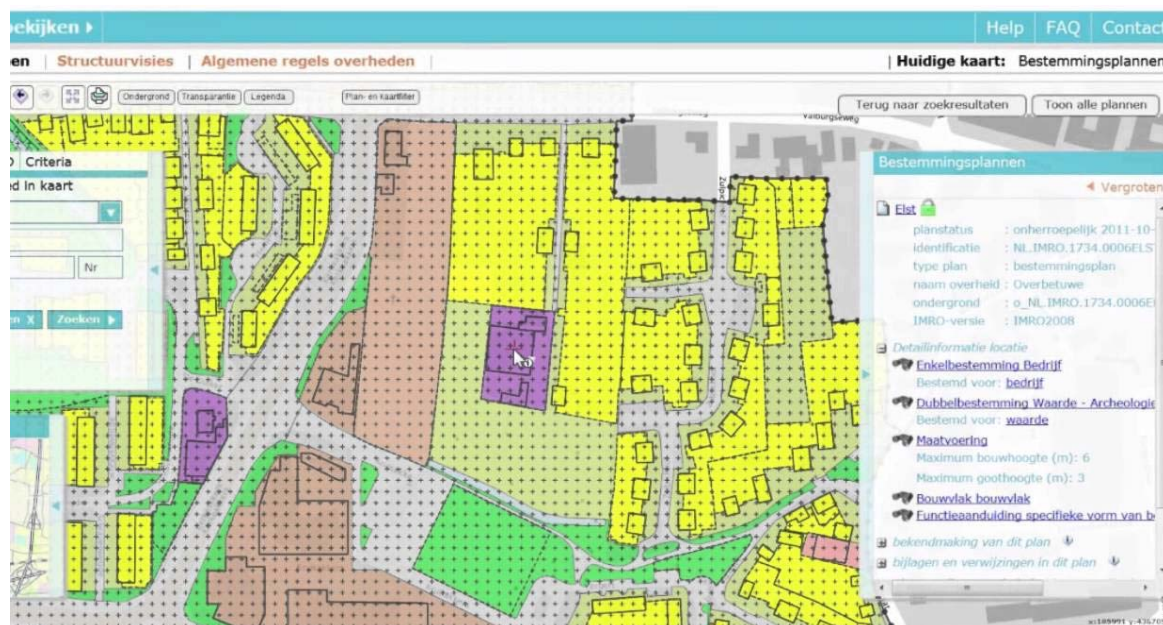 ekijken
Help FAQ Contact
en | Structuurvisies | Algemene regels overheden | Huidige kaart: Bestemmingsplannen
Ondergrond Transparantie Legenda Plan- en kaartfilter
Terug naar zoekresultaten Toon alle plannen
Valburgseweg
Criteria
ed in kaart
Nr
en X Zoeken
Bestemmingsplannen
Vergroten
Elst
planstatus : onherroepelijk 2011-10-
identificatie : NL.IMRO.1734.0006ELS
type plan : bestemmingsplan
naam overheid : Overbetuwe
ondergrond : o_NL.IMRO.1734.0006E
IMRO-versie : IMRO2008
Detailinformatie locatie
Enkelbestemming Bedrijf
Bestemd voor: bedrijf
Dubbelbestemming Waarde - Archeologie
Bestemd voor: waarde
Maatvoering
Maximum bouwhoogte (m): 6
Maximum goothoogte (m): 3
Bouwvlak bouwvlak
Functieaanduiding specifieke vorm van b
bekendmaking van dit plan
bijlagen en verwijzingen in dit plan